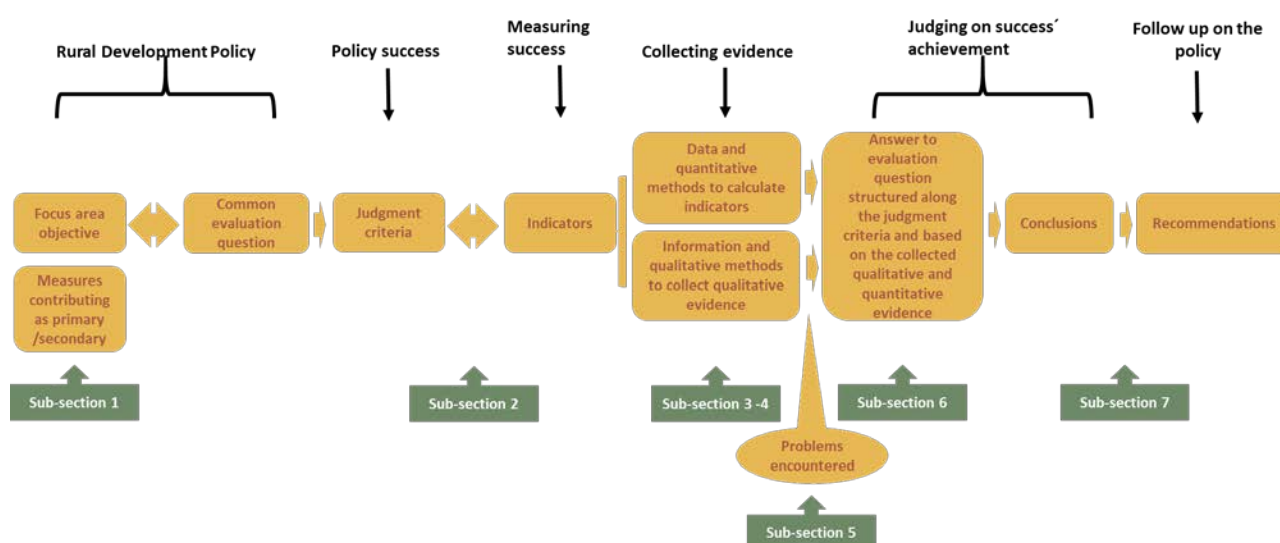 Rural Development Policy
Policy success
Measuring
success
Collecting evidence
Judging on success´
achievement
Follow up on the
policy
Focus area
objective
Measures
contributing
as primary
/secondary
Common
evaluation
question
Judgment
criteria
Indicators
Data and
quantitative
methods to calculate
indicators
Information and
qualitative methods
to collect qualitative
evidence
Answer to
evaluation
question
structured along
the judgment
criteria and based
on the collected
qualitative and
quantitative
evidence
Conclusions
Recommendations
Sub-section 1
Sub-section 2
Sub-section 3 -4
Sub-section 6
Sub-section 7
Problems
encountered
Sub-section 5